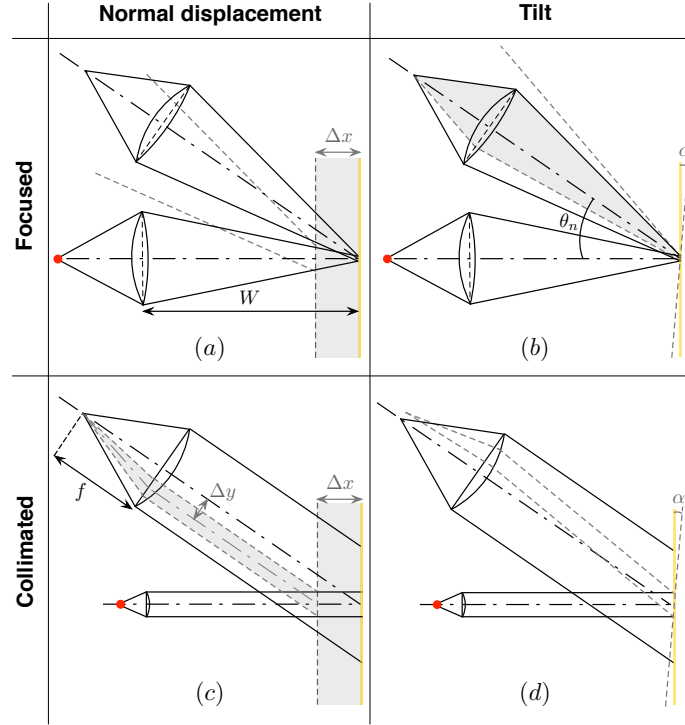 Normal displacement
Tilt
Focused
Δx
W
(a)
θn
α
(b)
Collimated
f
Δy
Δx
(c)
α
(d)